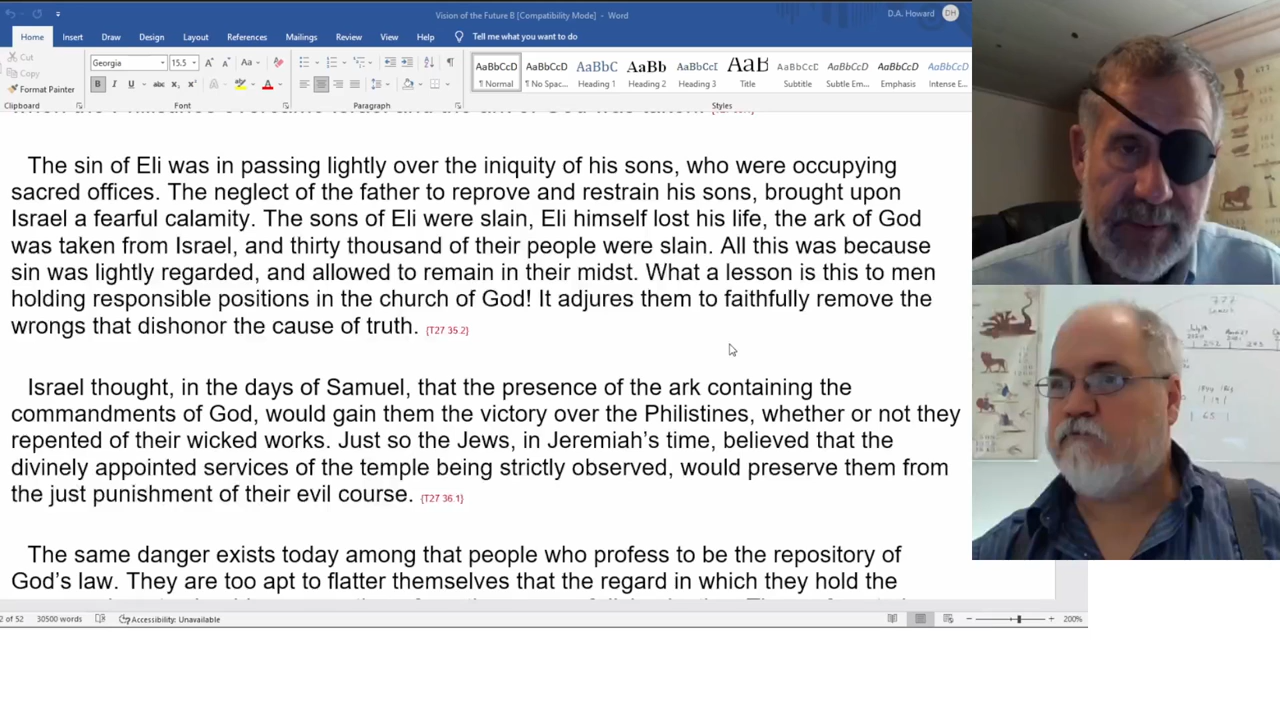 Vision of the Future B [Compatibility Mode] - Word
D.A. Howard DH
Home Insert Draw Design Layout References Mailings Review View Help Tell me what you want to do
Cut
Copy
Format Painter
Georgia 15.5
AaBbCcD AaBbCcD AaBbC AaBb AaBbCcI AaB AaBbCcD AaBbCcD AaBbCcD AaBbCcL
¶ Normal ¶ No Spac... Heading 1 Heading 2 Heading 3 Title Subtitle Subtle Em... Emphasis Intense E...
Clipboard Font Paragraph Styles
The sin of Eli was in passing lightly over the iniquity of his sons, who were occupying
sacred offices. The neglect of the father to reprove and restrain his sons, brought upon
Israel a fearful calamity. The sons of Eli were slain, Eli himself lost his life, the ark of God
was taken from Israel, and thirty thousand of their people were slain. All this was because
sin was lightly regarded, and allowed to remain in their midst. What a lesson is this to men
holding responsible positions in the church of God! It adjures them to faithfully remove the
wrongs that dishonor the cause of truth. {T27 35.2}
Israel thought, in the days of Samuel, that the presence of the ark containing the
commandments of God, would gain them the victory over the Philistines, whether or not they
repented of their wicked works. Just so the Jews, in Jeremiah's time, believed that the
divinely appointed services of the temple being strictly observed, would preserve them from
the just punishment of their evil course. {T27 36.1}
The same danger exists today among that people who profess to be the repository of
God's law. They are too apt to flatter themselves that the regard in which they hold the
2 of 52 30500 words Accessibility: Unavailable 200%